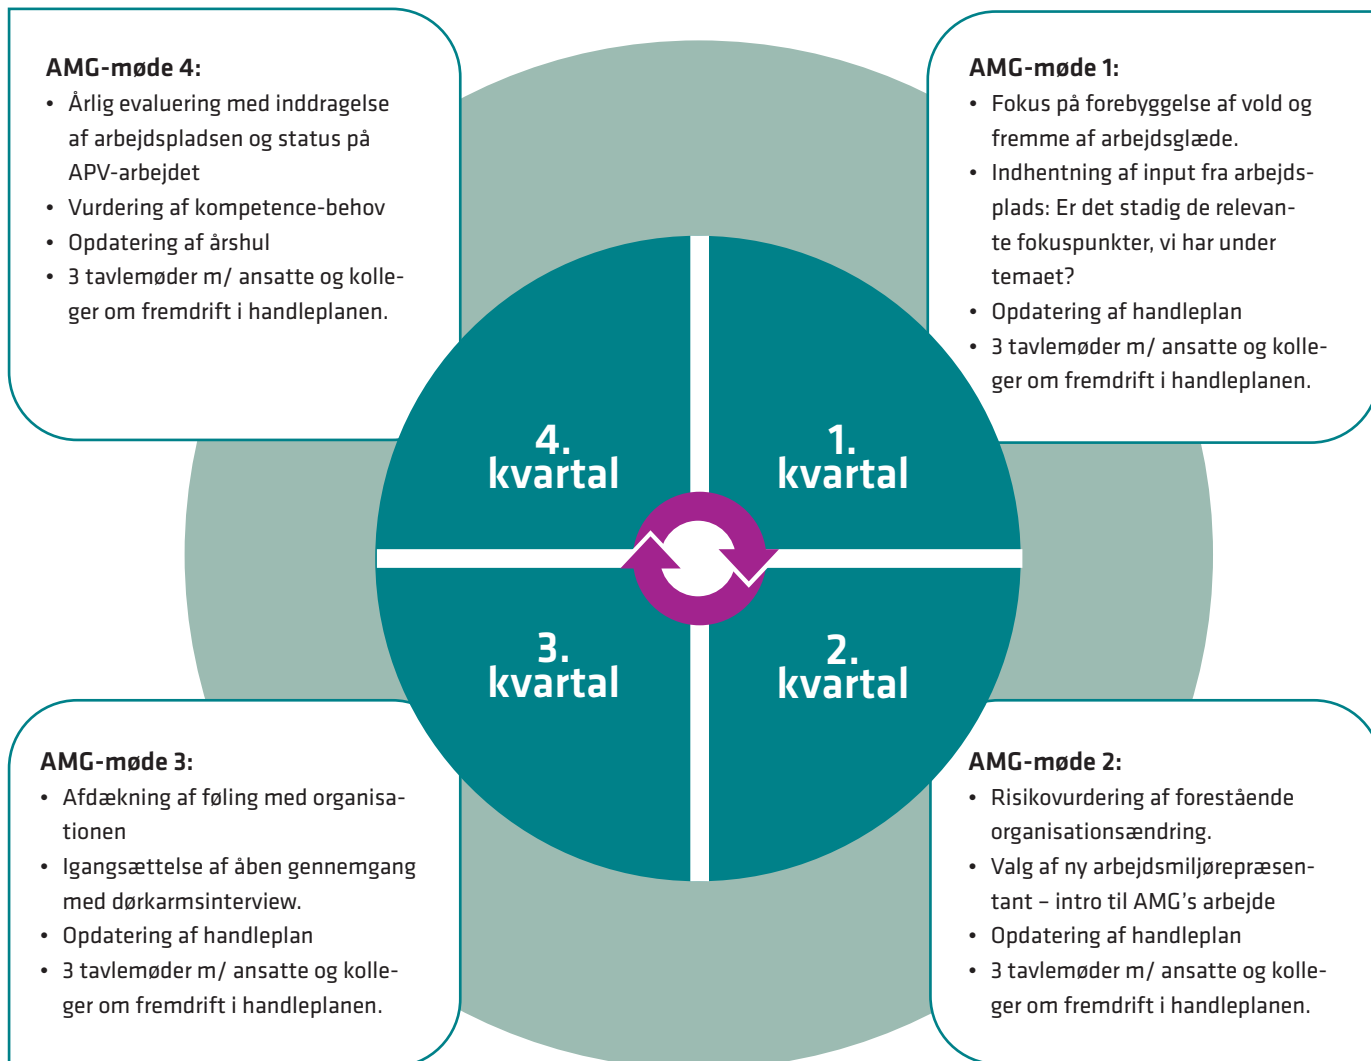 AMG-møde 4:
• Årlig evaluering med inddragelse
af arbejdspladsen og status på
APV-arbejdet
• Vurdering af kompetence-behov
• Opdatering af årshul
• 3 tavlemøder m/ ansatte og kolle-
ger om fremdrift i handleplanen.
AMG-møde 1:
• Fokus på forebyggelse af vold og
fremme af arbejdsglæde.
• Indhentning af input fra arbejds-
plads: Er det stadig de relevan-
te fokuspunkter, vi har under
temaet?
• Opdatering af handleplan
• 3 tavlemøder m/ ansatte og kolle-
ger om fremdrift i handleplanen.
4.
kvartal
1.
kvartal
3.
kvartal
2.
kvartal
AMG-møde 3:
• Afdækning af føling med organisa-
tionen
• Igangsættelse af åben gennemgang
med dørkarmsinterview.
• Opdatering af handleplan
• 3 tavlemøder m/ ansatte og kolle-
ger om fremdrift i handleplanen.
AMG-møde 2:
• Risikovurdering af forestående
organisationsændring.
• Valg af ny arbejdsmiljørepræsen-
tant – intro til AMG’s arbejde
• Opdatering af handleplan
• 3 tavlemøder m/ ansatte og kolle-
ger om fremdrift i handleplanen.